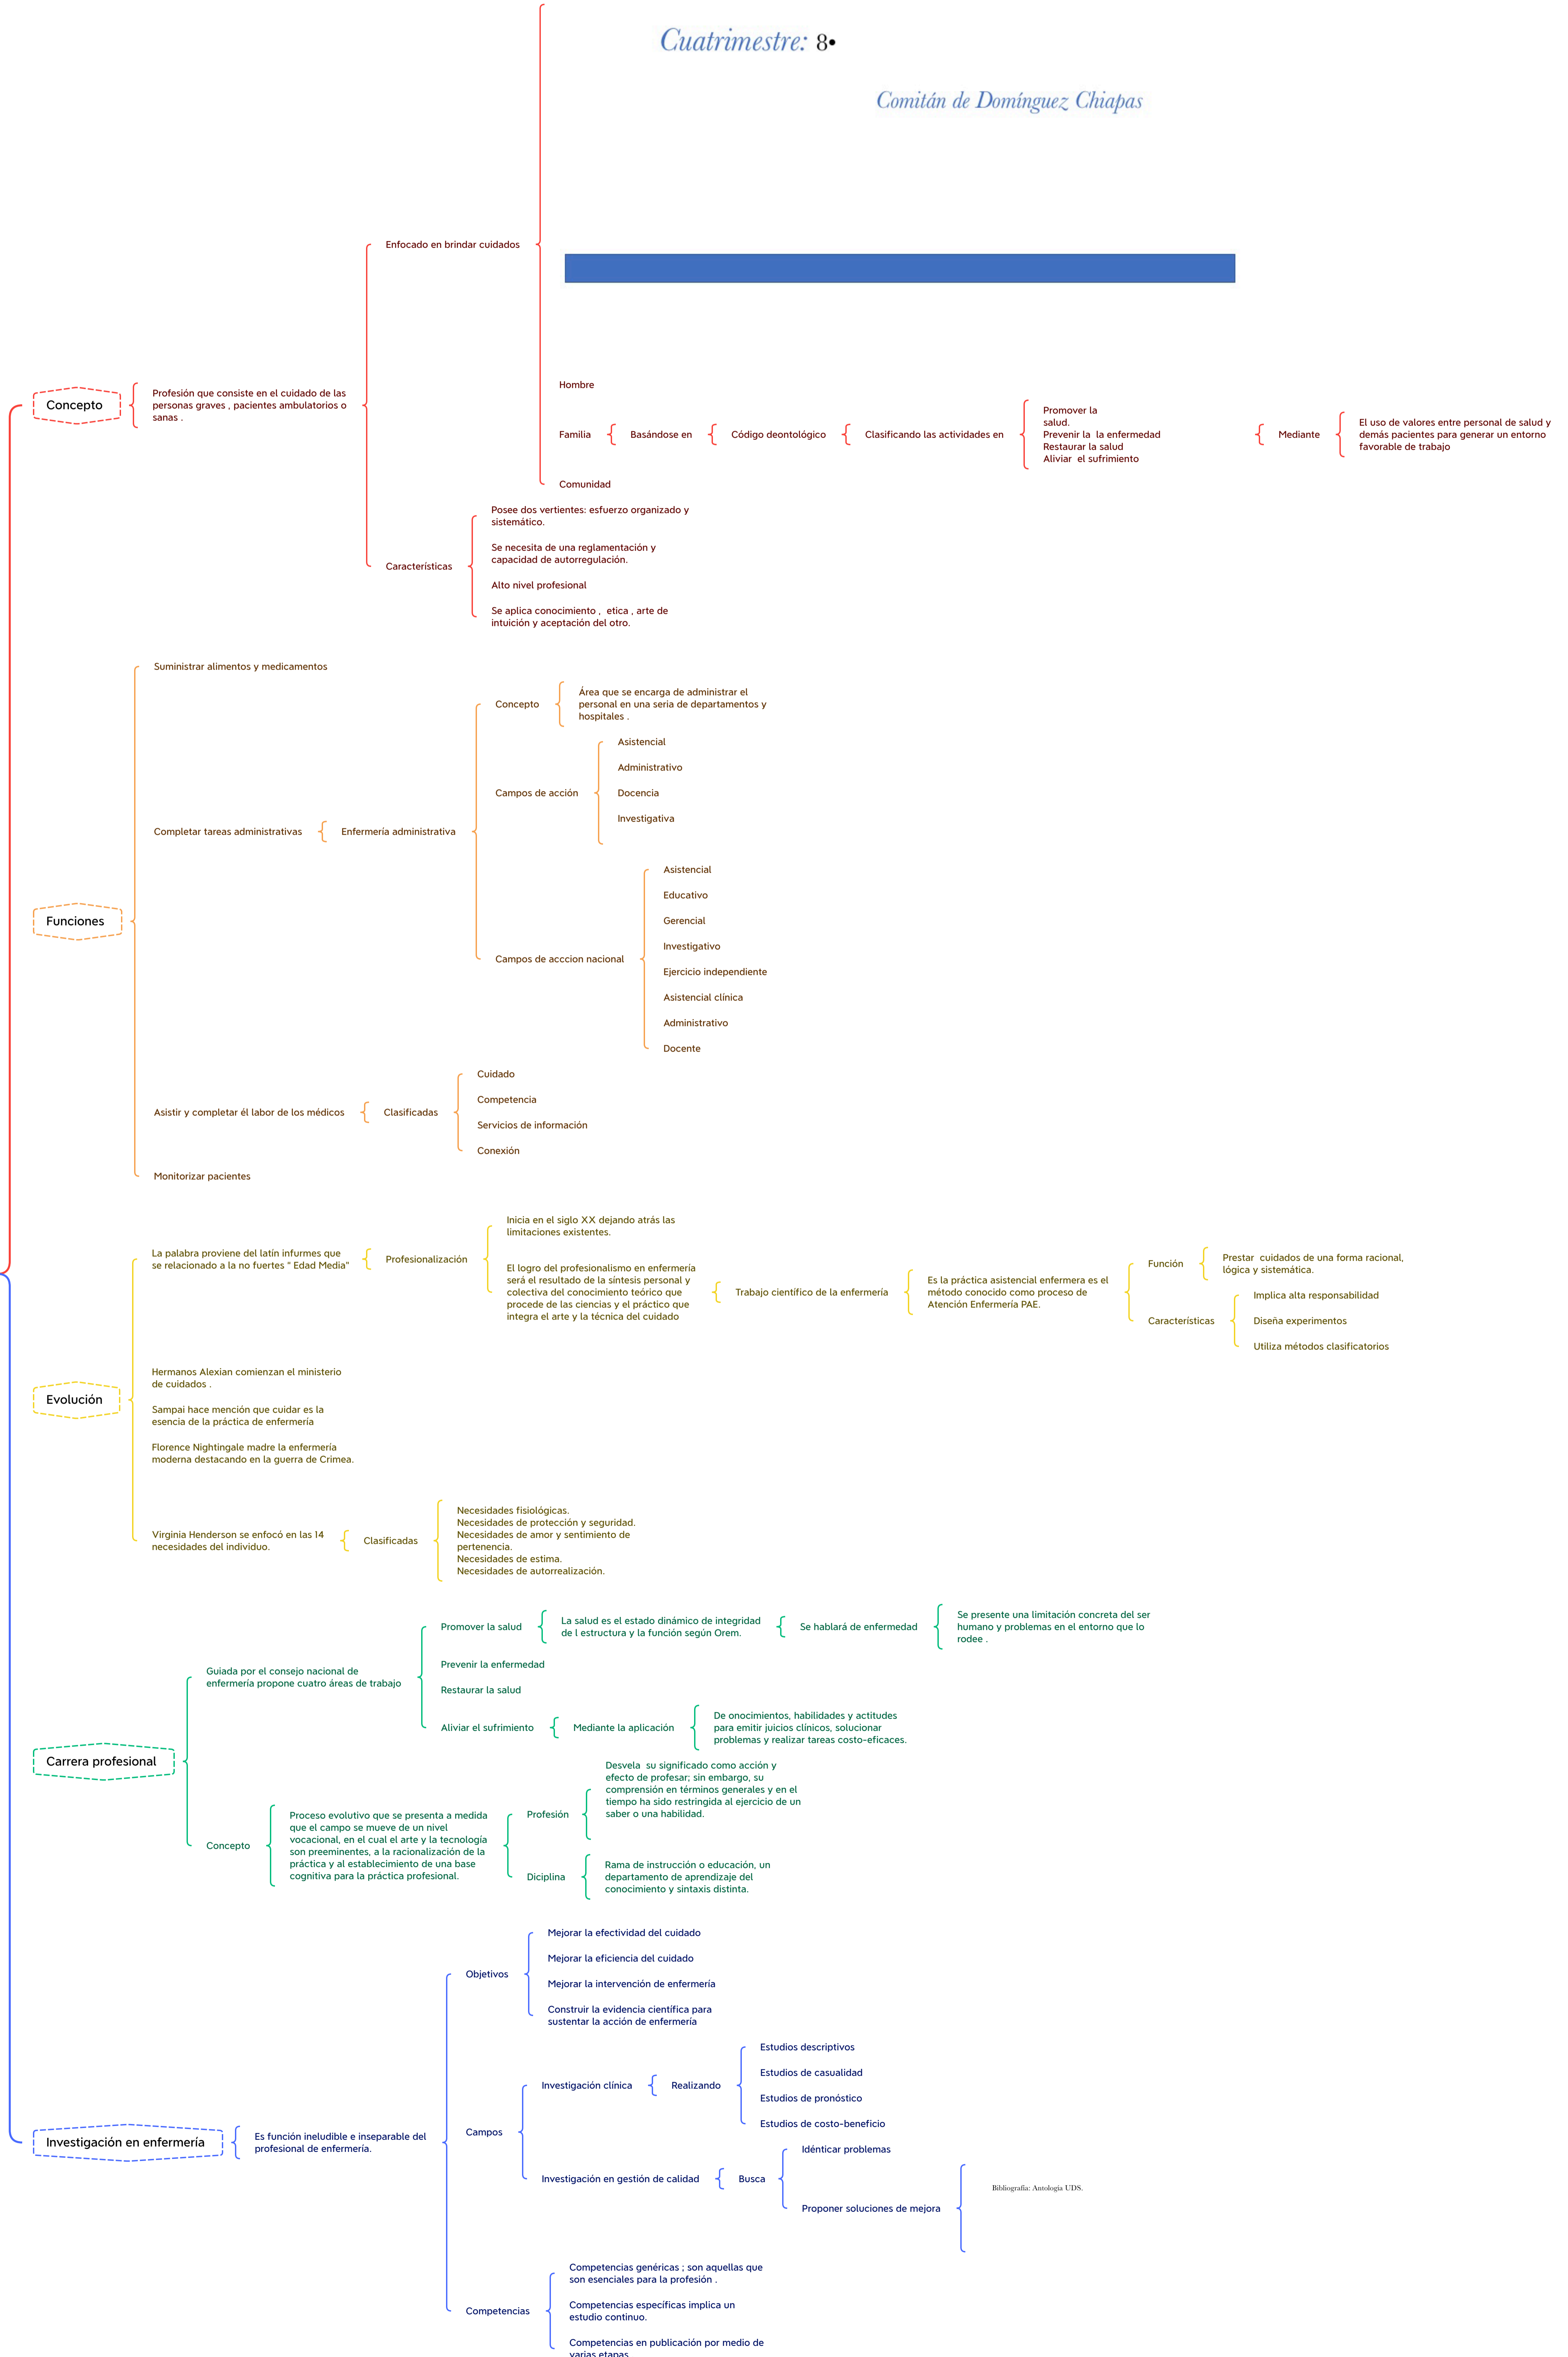 Cuatrimestre: 8•
Comitán de Domínguez Chiapas
Concepto
Profesión que consiste en el cuidado de las
personas graves , pacientes ambulatorios o
sanas .
Enfocado en brindar cuidados
Hombre
Familia
Basándose en
Código deontológico
Clasificando las actividades en
Promover la
salud.
Prevenir la  la enfermedad
Restaurar la salud
Aliviar  el sufrimiento
Mediante
El uso de valores entre personal de salud y
demás pacientes para generar un entorno
favorable de trabajo
Comunidad
Características
Posee dos vertientes: esfuerzo organizado y
sistemático.
Se necesita de una reglamentación y
capacidad de autorregulación.
Alto nivel profesional
Se aplica conocimiento ,  etica , arte de
intuición y aceptación del otro.
Funciones
Suministrar alimentos y medicamentos
Completar tareas administrativas
Enfermería administrativa
Concepto
Área que se encarga de administrar el
personal en una seria de departamentos y
hospitales .
Campos de acción
Asistencial
Administrativo
Docencia
Investigativa
Campos de acccion nacional
Asistencial
Educativo
Gerencial
Investigativo
Ejercicio independiente
Asistencial clínica
Administrativo
Docente
Asistir y completar él labor de los médicos
Clasificadas
Cuidado
Competencia
Servicios de información
Conexión
Monitorizar pacientes
Evolución
La palabra proviene del latín infurmes que
se relacionado a la no fuertes " Edad Media"
Profesionalización
Inicia en el siglo XX dejando atrás las
limitaciones existentes.
El logro del profesionalismo en enfermería
será el resultado de la síntesis personal y
colectiva del conocimiento teórico que
procede de las ciencias y el práctico que
integra el arte y la técnica del cuidado
Trabajo científico de la enfermería
Es la práctica asistencial enfermera es el
método conocido como proceso de
Atención Enfermería PAE.
Función
Prestar  cuidados de una forma racional,
lógica y sistemática.
Características
Implica alta responsabilidad
Diseña experimentos
Utiliza métodos clasificatorios
Hermanos Alexian comienzan el ministerio
de cuidados .
Sampai hace mención que cuidar es la
esencia de la práctica de enfermería
Florence Nightingale madre la enfermería
moderna destacando en la guerra de Crimea.
Virginia Henderson se enfocó en las 14
necesidades del individuo.
Clasificadas
Necesidades fisiológicas.
Necesidades de protección y seguridad.
Necesidades de amor y sentimiento de
pertenencia.
Necesidades de estima.
Necesidades de autorrealización.
Carrera profesional
Guiada por el consejo nacional de
enfermería propone cuatro áreas de trabajo
Promover la salud
La salud es el estado dinámico de integridad
de l estructura y la función según Orem.
Se hablará de enfermedad
Se presente una limitación concreta del ser
humano y problemas en el entorno que lo
rodee .
Prevenir la enfermedad
Restaurar la salud
Aliviar el sufrimiento
Mediante la aplicación
De onocimientos, habilidades y actitudes
para emitir juicios clínicos, solucionar
problemas y realizar tareas costo-eficaces.
Concepto
Proceso evolutivo que se presenta a medida
que el campo se mueve de un nivel
vocacional, en el cual el arte y la tecnología
son preeminentes, a la racionalización de la
práctica y al establecimiento de una base
cognitiva para la práctica profesional.
Profesión
Desvela  su significado como acción y
efecto de profesar; sin embargo, su
comprensión en términos generales y en el
tiempo ha sido restringida al ejercicio de un
saber o una habilidad.
Diciplina
Rama de instrucción o educación, un
departamento de aprendizaje del
conocimiento y sintaxis distinta.
Investigación en enfermería
Es función ineludible e inseparable del
profesional de enfermería.
Objetivos
Mejorar la efectividad del cuidado
Mejorar la eficiencia del cuidado
Mejorar la intervención de enfermería
Construir la evidencia científica para
sustentar la acción de enfermería
Campos
Investigación clínica
Realizando
Estudios descriptivos
Estudios de casualidad
Estudios de pronóstico
Estudios de costo-beneficio
Investigación en gestión de calidad
Busca
Idénticar problemas
Proponer soluciones de mejora
Bibliografía: Antología UDS.
Competencias
Competencias genéricas ; son aquellas que
son esenciales para la profesión .
Competencias específicas implica un
estudio continuo.
Competencias en publicación por medio de
varias etapas.